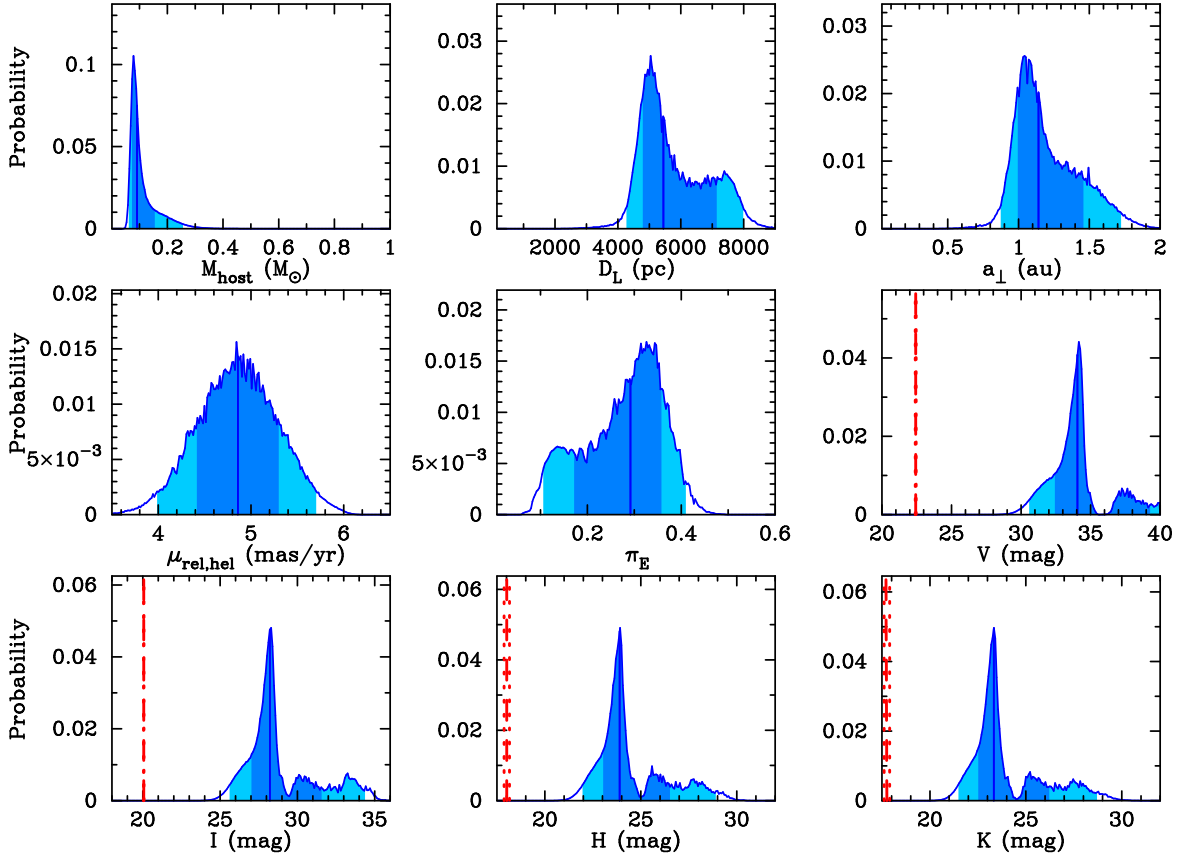 Probability
0.1
0.05
0
0.2 0.4 0.6 0.8 1
M_host (M_⊙)
0.03
0.02
0.01
0
2000 4000 6000 8000
D_L (pc)
0.03
0.02
0.01
0
0.5 1 1.5 2
a_⊥ (au)
Probability
0.02
0.015
0.01
5×10⁻³
0
4 5 6
μ_rel,hel (mas/yr)
0.02
0.015
0.01
5×10⁻³
0
0.2 0.4 0.6
π_E
0.04
0.02
0
20 25 30 35 40
V (mag)
Probability
0.06
0.04
0.02
0
20 25 30 35
I (mag)
0.06
0.04
0.02
0
20 25 30
H (mag)
0.06
0.04
0.02
0
20 25 30
K (mag)